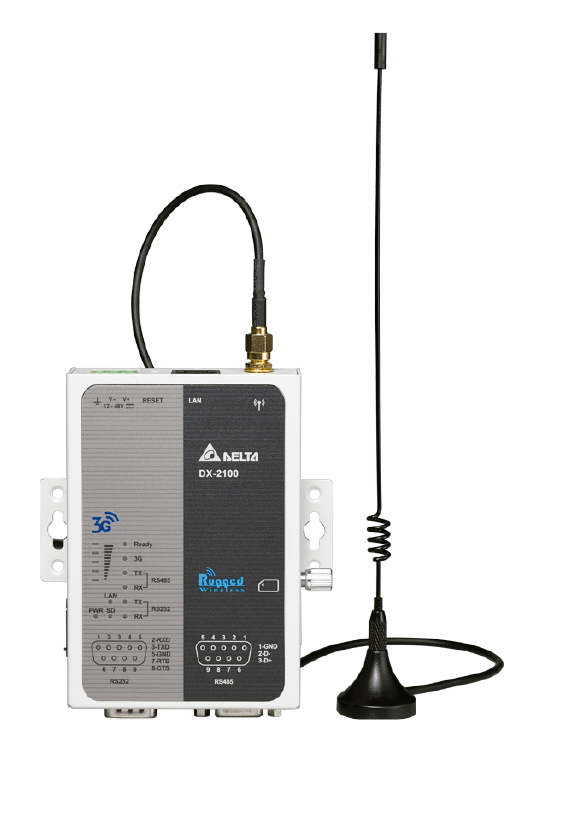 V- V+ RESET LAN
12 - 48V
DELTA
DX-2100
3G
Ready
3G
TX
RS485
RX
LAN TX
RS232
PWR SD RX
1 2 3 4 5 2-RXD 5 4 3 2 1
3-TXD 1-GND
5-GND 2-D-
7-RTS 3-D+
6 7 8 9 8-CTS 9 8 7 6
RS232 RS485
Rugged
Wireless